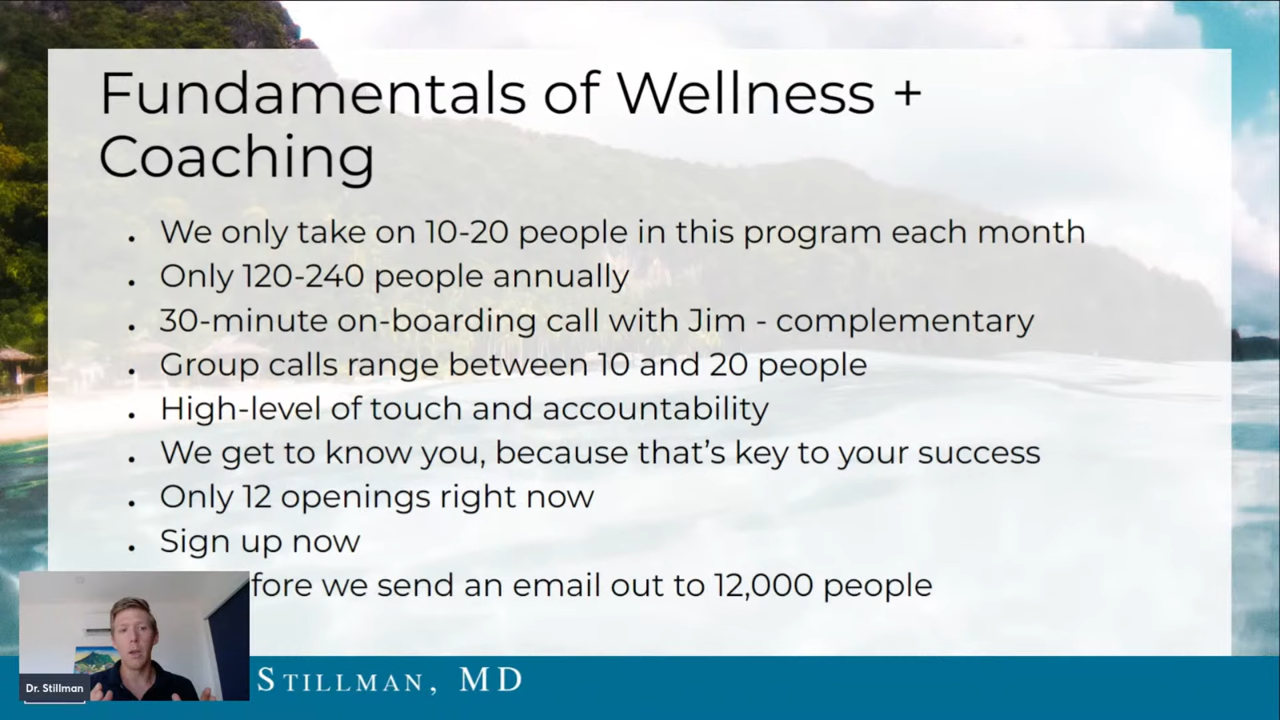 Fundamentals of Wellness +
Coaching
. We only take on 10-20 people in this program each month
. Only 120-240 people annually
. 30-minute on-boarding call with Jim - complementary
. Group calls range between 10 and 20 people
. High-level of touch and accountability
. We get to know you, because that’s key to your success
. Only 12 openings right now
. Sign up now
fore we send an email out to 12,000 people
Dr. Stillman
STILLMAN, MD